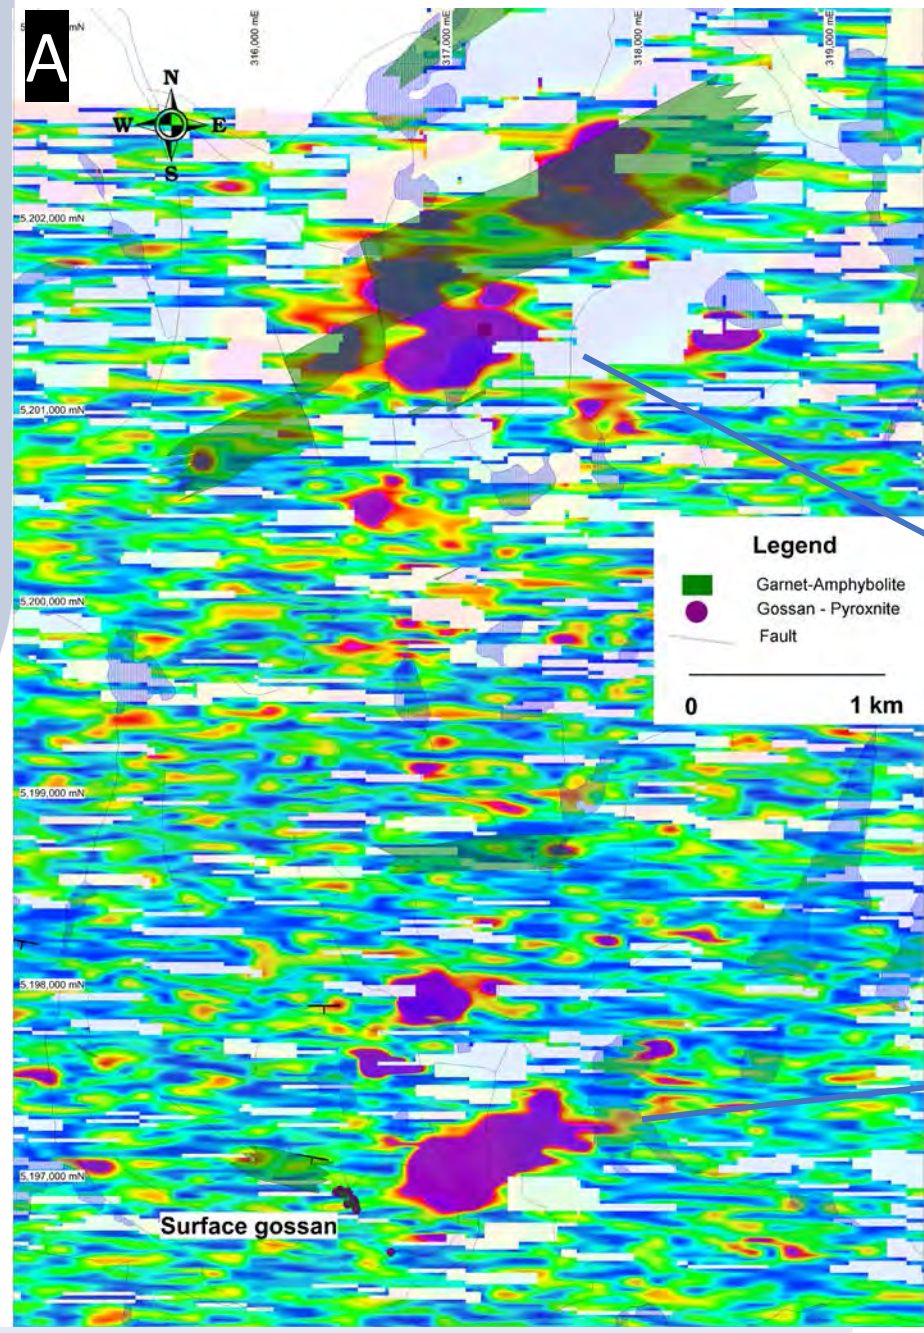 A
N
W E
S
316,000 mE
317,000 mE
318,000 mE
319,000 mE
5,202,000 mN
5,201,000 mN
5,200,000 mN
5,199,000 mN
5,198,000 mN
5,197,000 mN
Legend
Garnet-Amphybolite
Gossan - Pyroxnite
Fault
0 1 km
Surface gossan